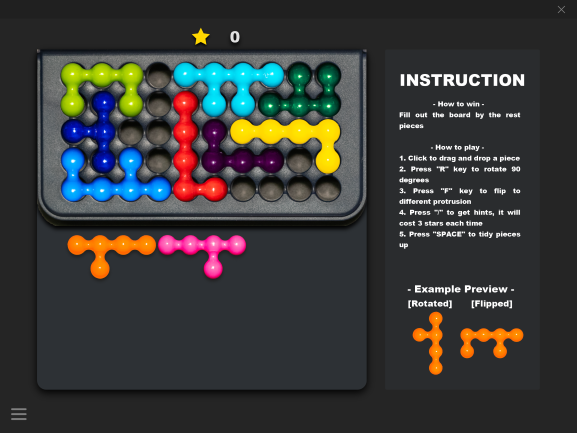 0
INSTRUCTION
- How to win -
Fill out the board by the rest
pieces
- How to play -
1. Click to drag and drop a piece
2. Press "R" key to rotate 90
degrees
3. Press "F" key to flip to
different protrusion
4. Press "/" to get hints, it will
cost 3 stars each time
5. Press "SPACE" to tidy pieces
up
- Example Preview -
[Rotated] [Flipped]